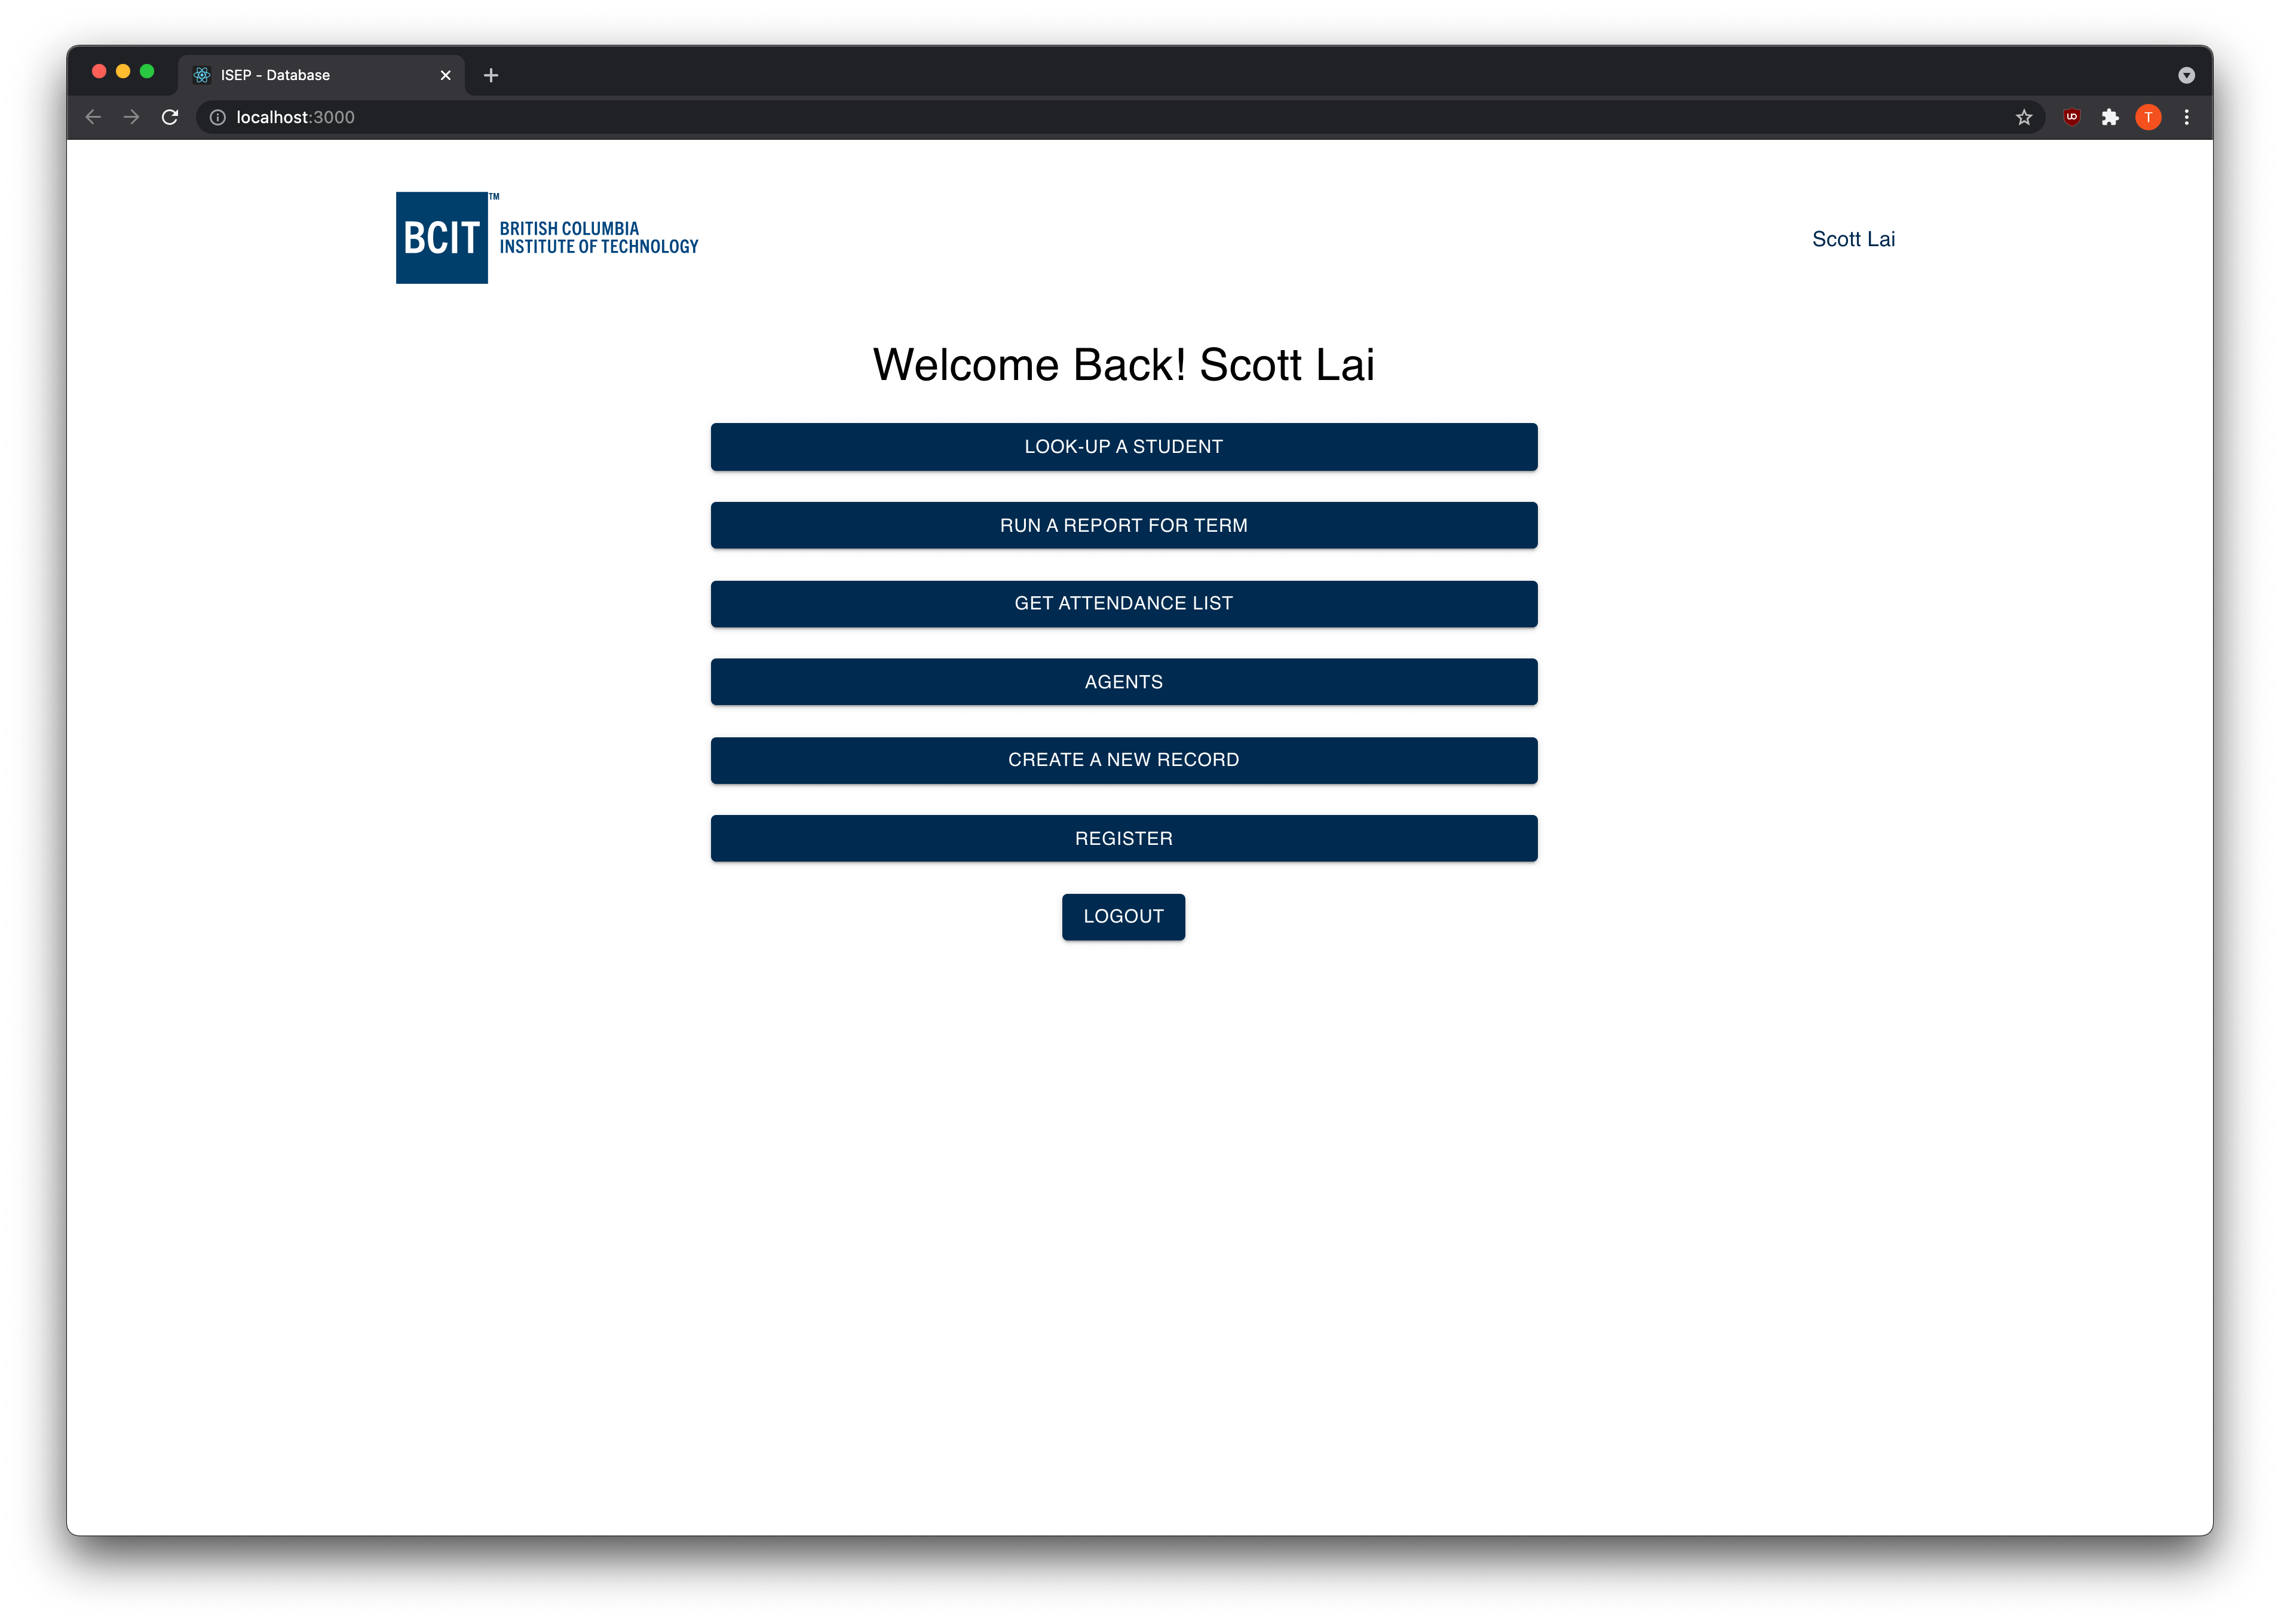 ISEP - Database
localhost:3000
T
BCIT™
BRITISH COLUMBIA
INSTITUTE OF TECHNOLOGY
Scott Lai
Welcome Back! Scott Lai
LOOK-UP A STUDENT
RUN A REPORT FOR TERM
GET ATTENDANCE LIST
AGENTS
CREATE A NEW RECORD
REGISTER
LOGOUT